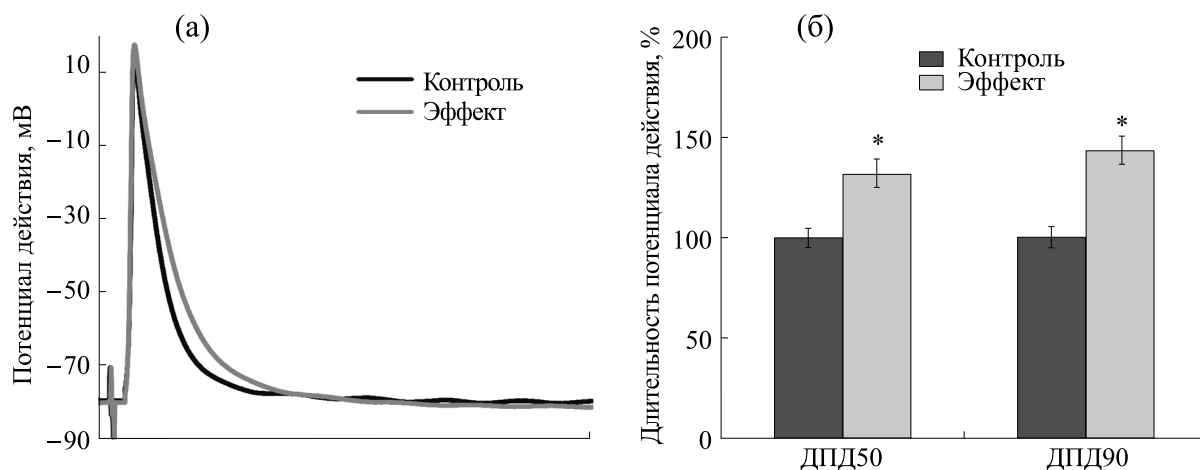 (а)
Потенциал действия, мВ
10
−10
−30
−50
−70
−90
Контроль
Эффект
(б)
Длительность потенциала действия, %
200
150
100
50
0
Контроль
Эффект
*
*
ДПД50
ДПД90